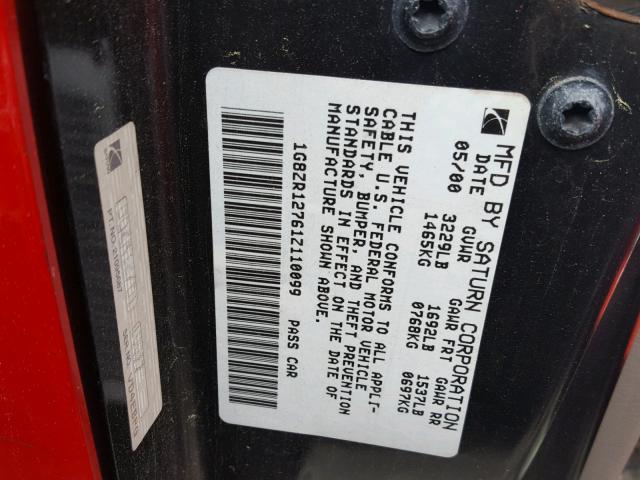 MFD BY SATURN CORPORATION
DATE GVWR GAWR FRT GAWR RR
05/00 3229LB 1692LB 1537LB
1465KG 0768KG 0697KG
THIS VEHICLE CONFORMS TO ALL APPLI-
CABLE U.S. FEDERAL MOTOR VEHICLE
SAFETY, BUMPER, AND THEFT PREVENTION
STANDARDS IN EFFECT ON THE DATE OF
MANUFACTURE SHOWN ABOVE.
1G8ZR12761Z110099 PASS CAR